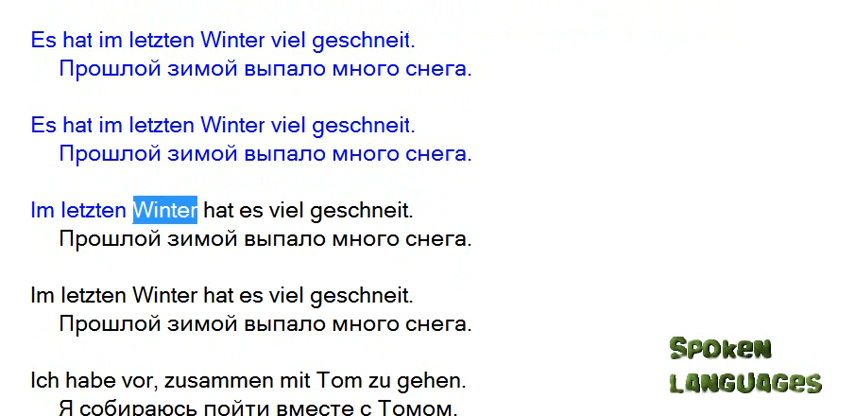 Es hat im letzten Winter viel geschneit.
Прошлой зимой выпало много снега.
Es hat im letzten Winter viel geschneit.
Прошлой зимой выпало много снега.
Im letzten Winter hat es viel geschneit.
Прошлой зимой выпало много снега.
Im letzten Winter hat es viel geschneit.
Прошлой зимой выпало много снега.
Ich habe vor, zusammen mit Tom zu gehen.
Я собираюсь пойти вместе с Томом.
Spoken
Languages